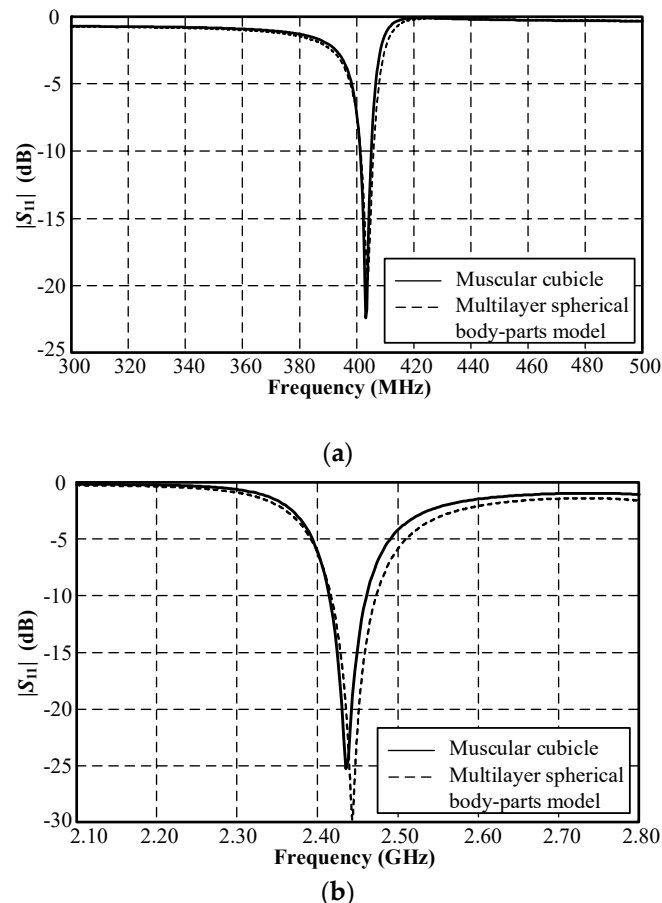 0
-5
-10
-15
-20
-25
|S11| (dB)
Muscular cubicle
Multilayer spherical
body-parts model
300 320 340 360 380 400 420 440 460 480 500
Frequency (MHz)
(a)
0
-5
-10
-15
-20
-25
-30
|S11| (dB)
Muscular cubicle
Multilayer spherical
body-parts model
2.10 2.20 2.30 2.40 2.50 2.60 2.70 2.80
Frequency (GHz)
(b)